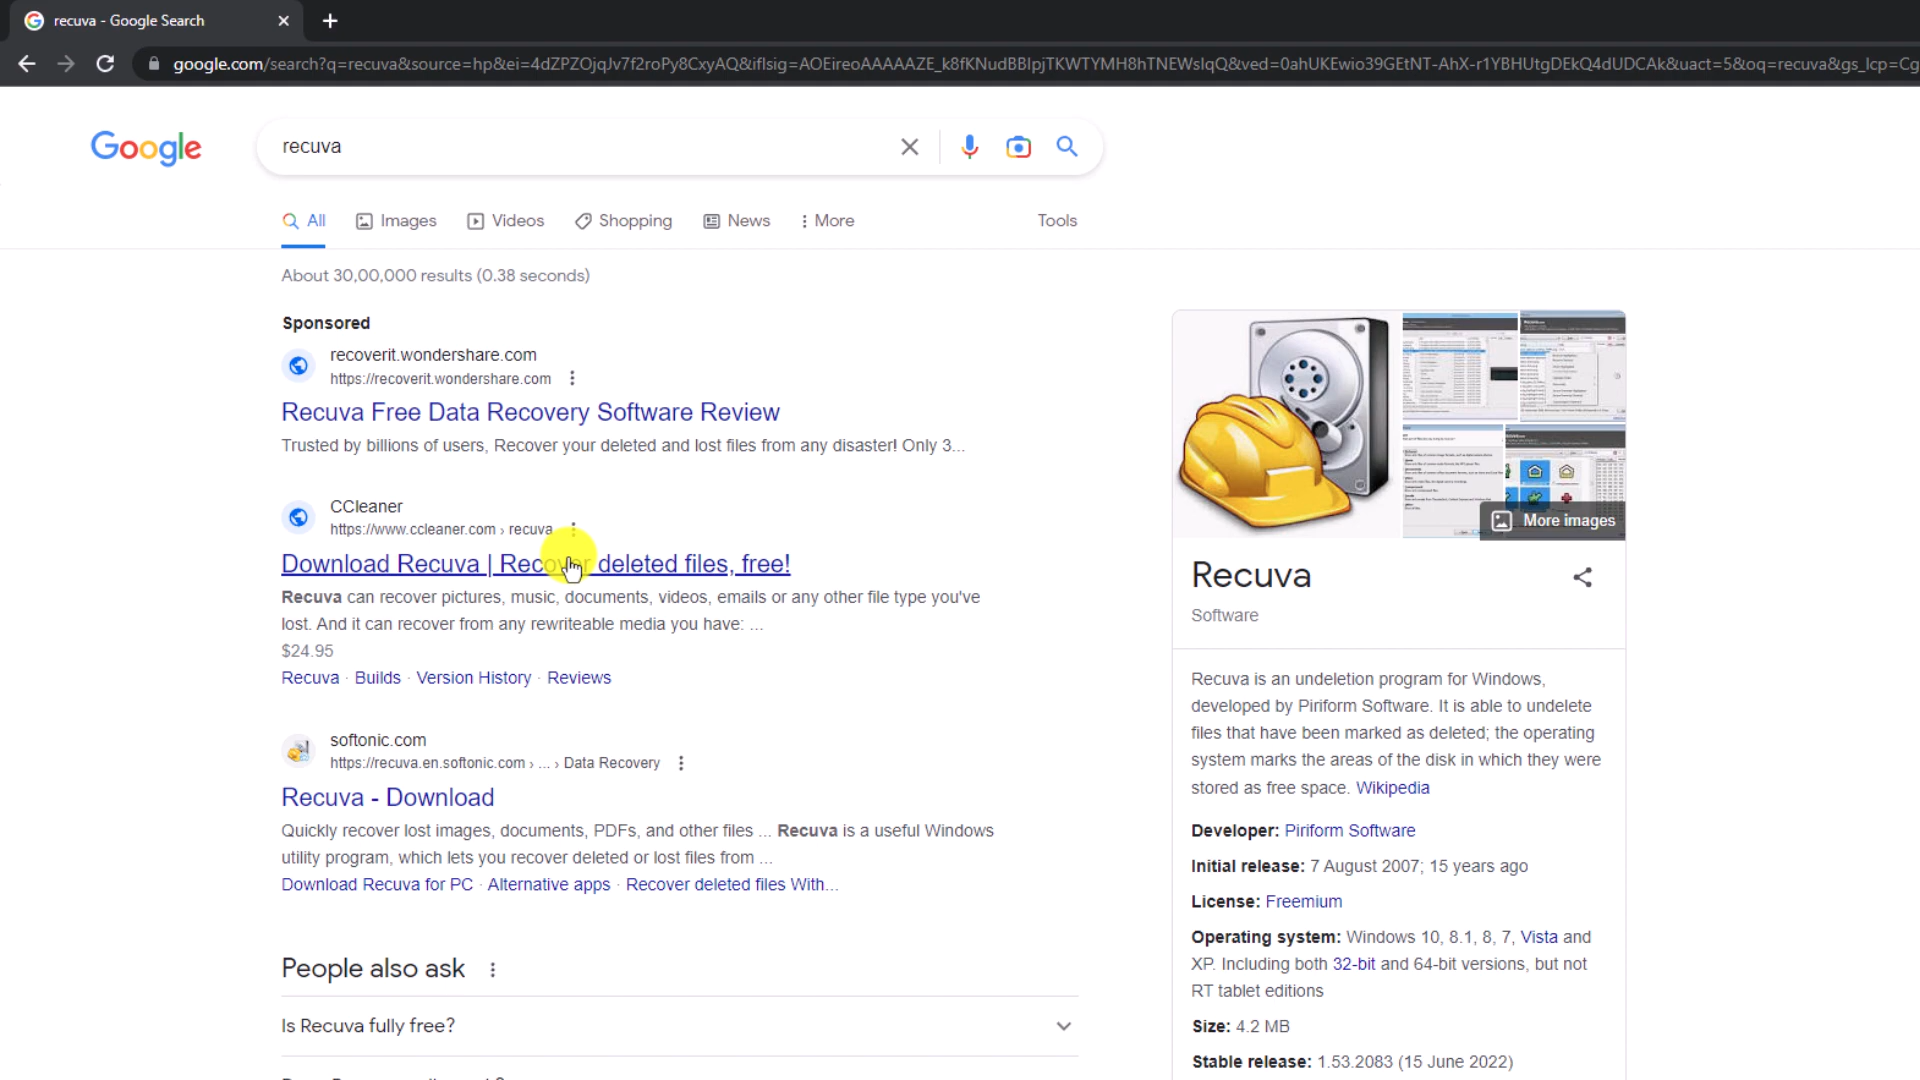 recuva - Google Search
google.com/search?q=recuva&source=hp&ei=4dZPZOjqJv7f2roPy8CxyAQ&iflsig=AOEireoAAAAAZE_k8fKNudBBIpjTKWTYMH8hTNEWslqQ&ved=0ahUKEwio39GEtNT-AhX-r1YBHUtgDEkQ4dUDCAk&uact=5&oq=recuva&gs_lcp=Cg
Google
recuva
All
Images
Videos
Shopping
News
More
Tools
About 30,00,000 results (0.38 seconds)
Sponsored
recoverit.wondershare.com
https://recoverit.wondershare.com
Recuva Free Data Recovery Software Review
Trusted by billions of users, Recover your deleted and lost files from any disaster! Only 3...
CCleaner
https://www.ccleaner.com › recuva
Download Recuva | Recover deleted files, free!
Recuva can recover pictures, music, documents, videos, emails or any other file type you've
lost. And it can recover from any rewriteable media you have: ...
$24.95
Recuva · Builds · Version History · Reviews
softonic.com
https://recuva.en.softonic.com › ... › Data Recovery
Recuva - Download
Quickly recover lost images, documents, PDFs, and other files ... Recuva is a useful Windows
utility program, which lets you recover deleted or lost files from ...
Download Recuva for PC · Alternative apps · Recover deleted files With...
People also ask
Is Recuva fully free?
More images
Recuva
Software
Recuva is an undeletion program for Windows,
developed by Piriform Software. It is able to undelete
files that have been marked as deleted; the operating
system marks the areas of the disk in which they were
stored as free space. Wikipedia
Developer: Piriform Software
Initial release: 7 August 2007; 15 years ago
License: Freemium
Operating system: Windows 10, 8.1, 8, 7, Vista and
XP. Including both 32-bit and 64-bit versions, but not
RT tablet editions
Size: 4.2 MB
Stable release: 1.53.2083 (15 June 2022)